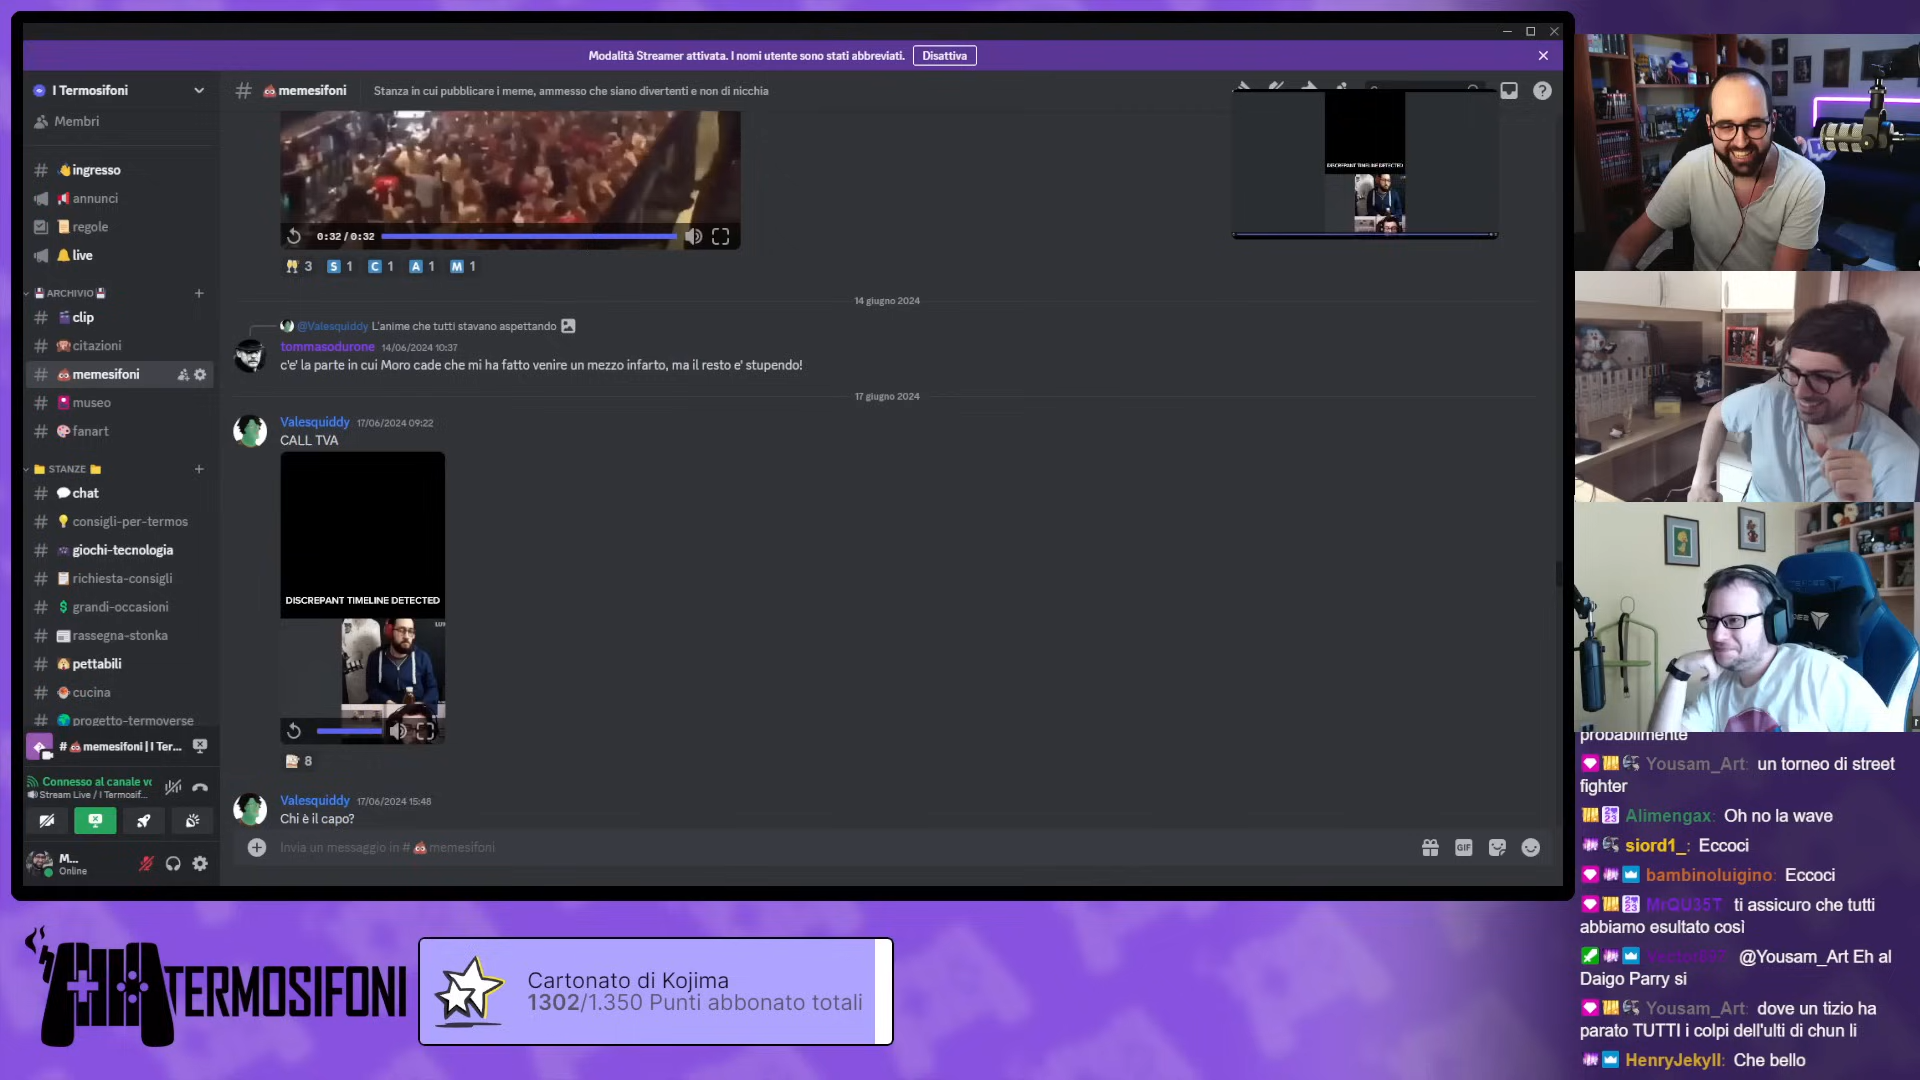 Modalità Streamer attivata. I nomi utente sono stati abbreviati.
Disattiva
I Termosifoni
Membri
ingresso
annunci
regole
live
ARCHIVIO
clip
citazioni
memesifoni
museo
fanart
STANZE
chat
consigli-per-termos
giochi-tecnologia
richiesta-consigli
grandi-occasioni
rassegna-stonka
pettabili
cucina
progetto-termoverse
# memesifoni | I Ter...
Connesso al canale vc
Stream Live / I Termosif...
M...
Online
# memesifoni
Stanza in cui pubblicare i meme, ammesso che siano divertenti e non di nicchia
0:32 / 0:32
3 S 1 C 1 A 1 M 1
14 giugno 2024
@Valesquiddy L'anime che tutti stavano aspettando
tommasodurone 14/06/2024 10:37
c'e' la parte in cui Moro cade che mi ha fatto venire un mezzo infarto, ma il resto e' stupendo!
17 giugno 2024
Valesquiddy 17/06/2024 09:22
CALL TVA
DISCREPANT TIMELINE DETECTED
8
Valesquiddy 17/06/2024 15:48
Chi è il capo?
Invia un messaggio in # memesifoni
GIF
DISCREPANT TIMELINE DETECTED
probabilmente
Yousam_Art: un torneo di street
fighter
Alimengax: Oh no la wave
siord1_: Eccoci
bambinoluigino: Eccoci
MrQU35T: ti assicuro che tutti
abbiamo esultato così
@Yousam_Art Eh al
Daigo Parry si
Yousam_Art: dove un tizio ha
parato TUTTI i colpi dell'ulti di chun li
HenryJekyll: Che bello
TERMOSIFONI
Cartonato di Kojima
1302/1.350 Punti abbonato totali